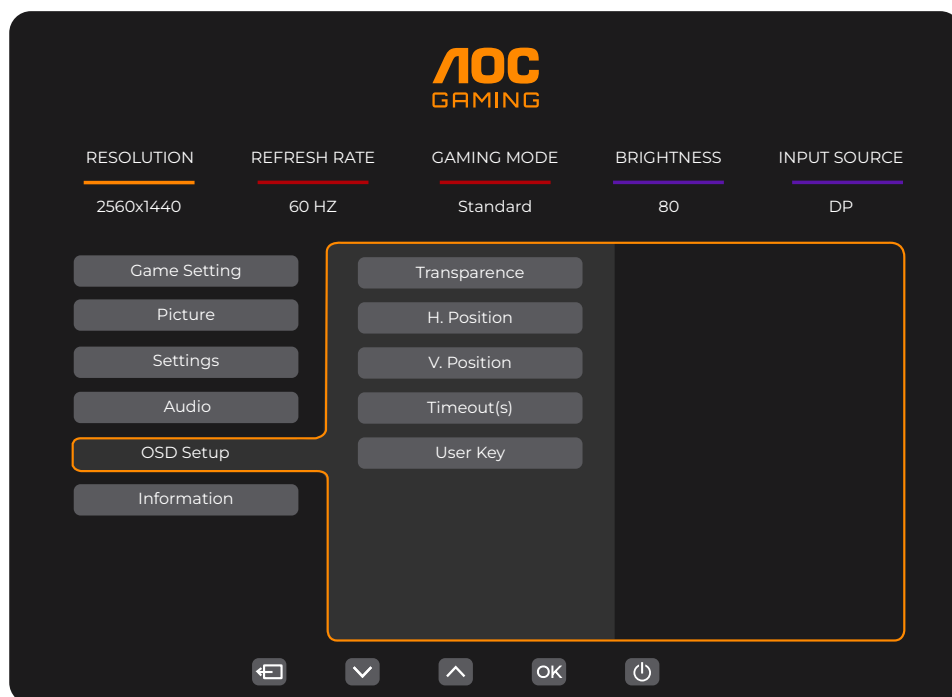 AOC
GAMING
RESOLUTION REFRESH RATE GAMING MODE BRIGHTNESS INPUT SOURCE
2560x1440 60 HZ Standard 80 DP
Game Setting Transparence
Picture H. Position
Settings V. Position
Audio Timeout(s)
OSD Setup User Key
Information
OK